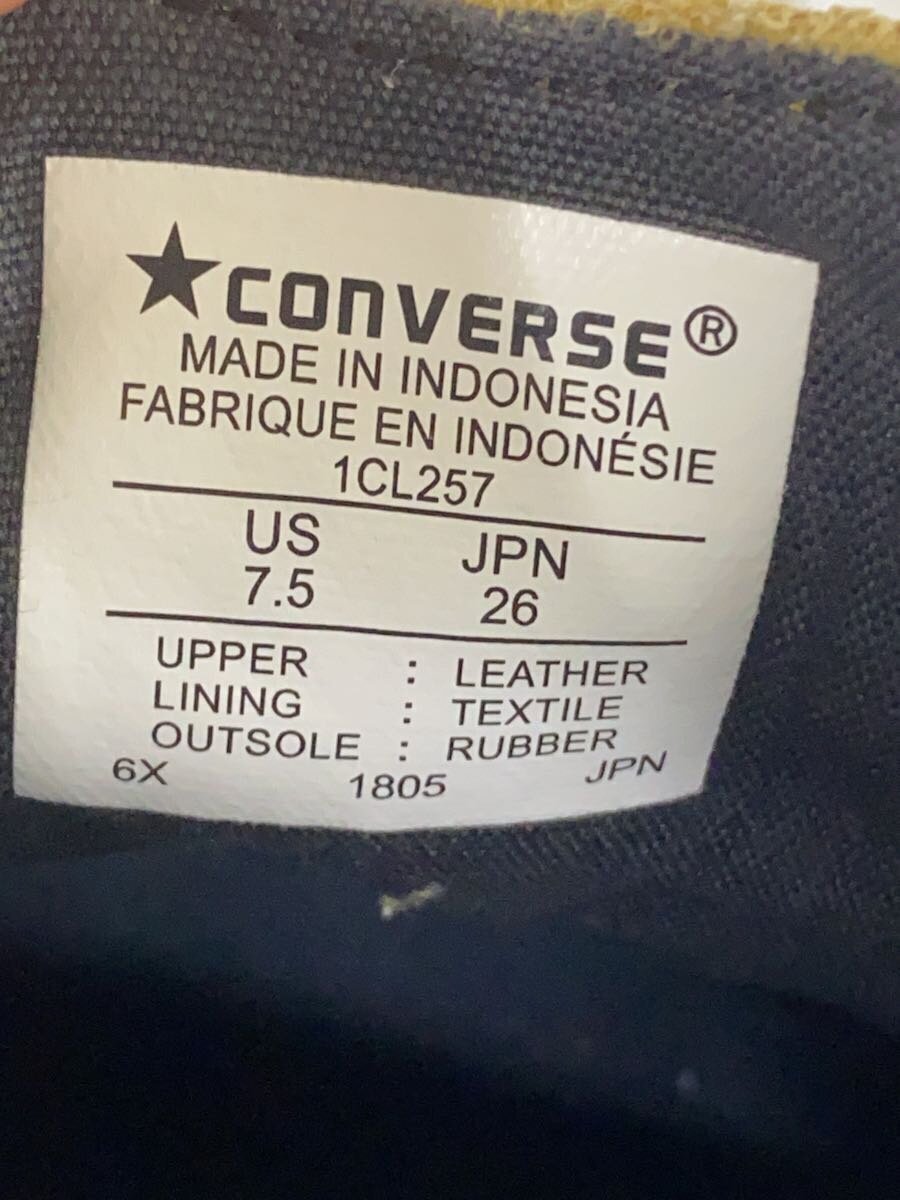 ★CONVERSE®
MADE IN INDONESIA
FABRIQUE EN INDONÉSIE
1CL257
US JPN
7.5 26
UPPER : LEATHER
LINING : TEXTILE
OUTSOLE : RUBBER
6X 1805 JPN